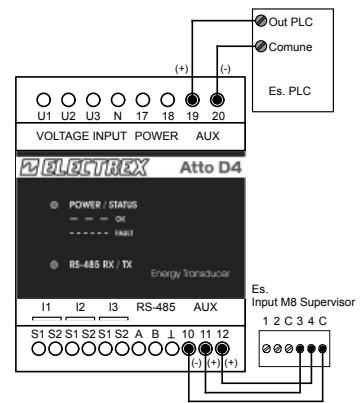 Out PLC
Comune
Es. PLC
(+) (-)
U1 U2 U3 N 17 18 19 20
VOLTAGE INPUT POWER AUX
ELECTREX Atto D4
POWER / STATUS
OK
FAULT
RS-485 RX / TX
Energy Transducer
I1 I2 I3 RS-485 AUX
S1 S2 S1 S2 S1 S2 A B ⊥ 10 11 12
(-) (+) (+)
Es.
Input M8 Supervisor
1 2 C 3 4 C